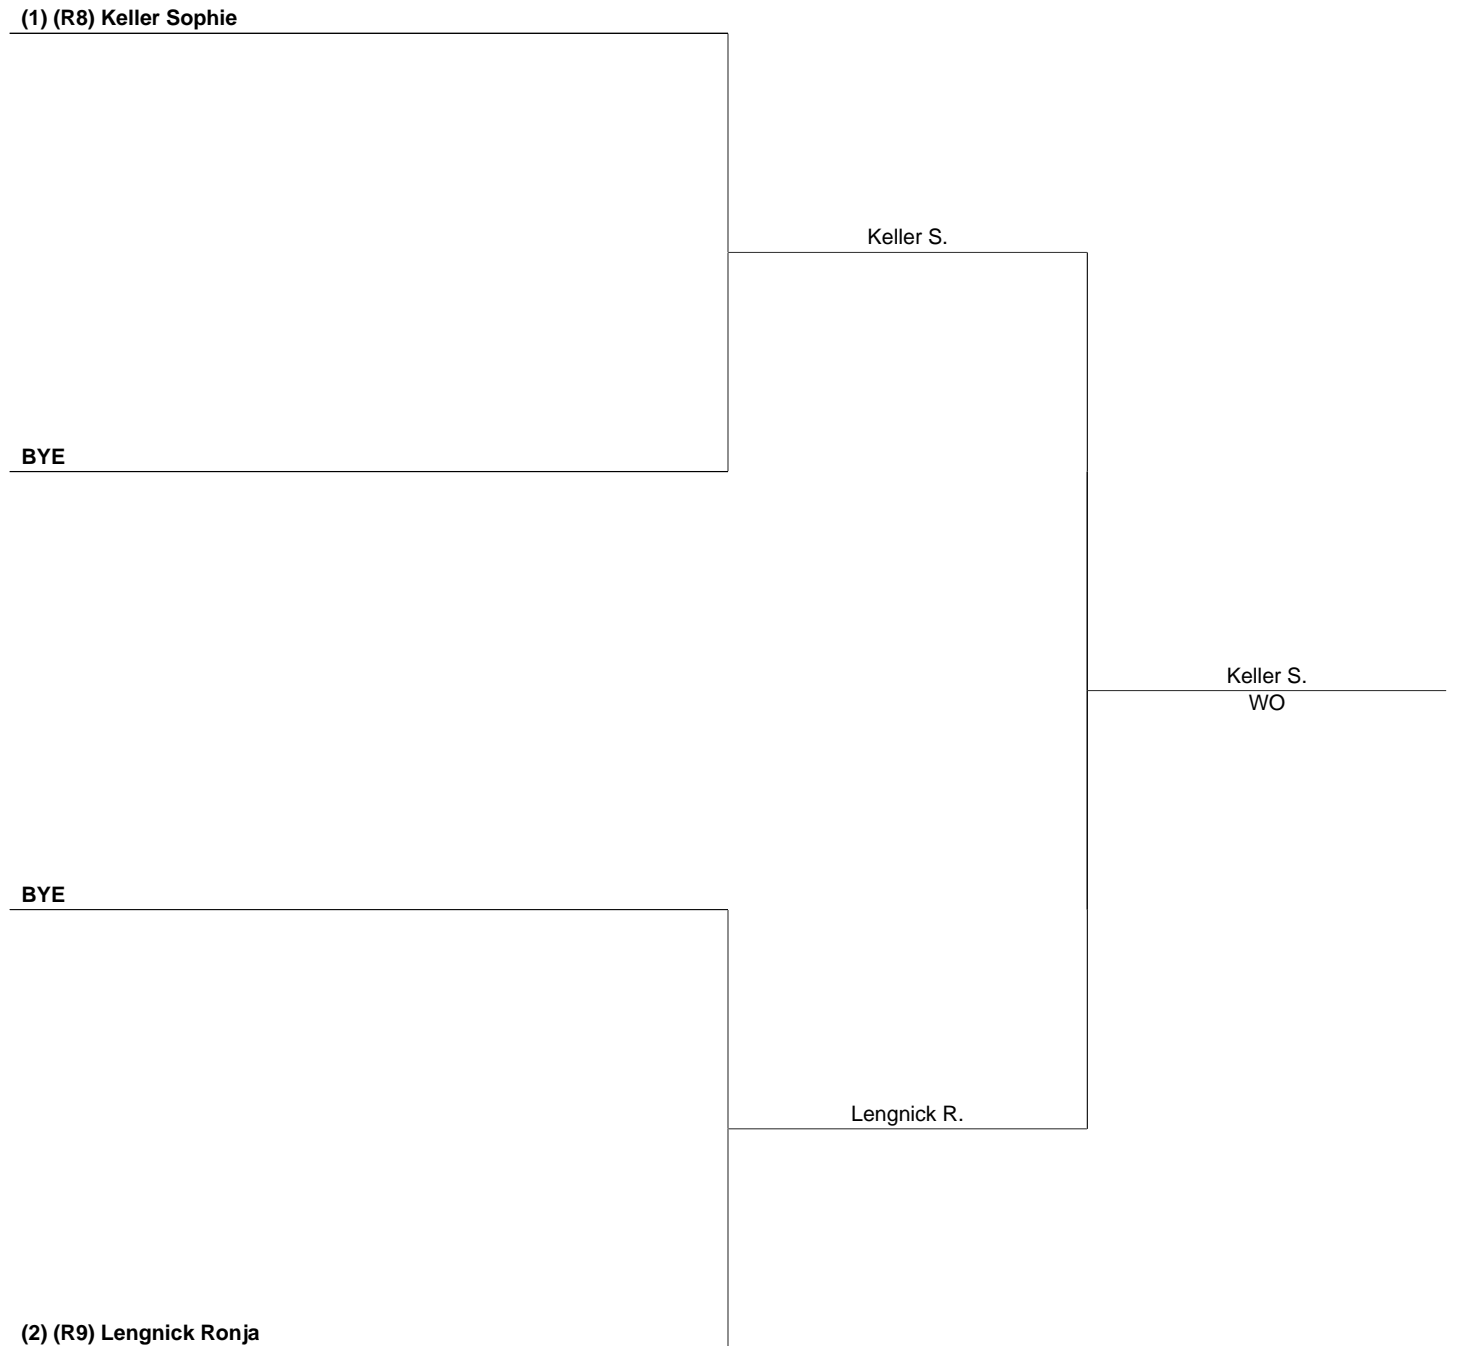 (1) (R8) Keller Sophie
Keller S.
BYE
Keller S.
WO
BYE
Lengnick R.
(2) (R9) Lengnick Ronja